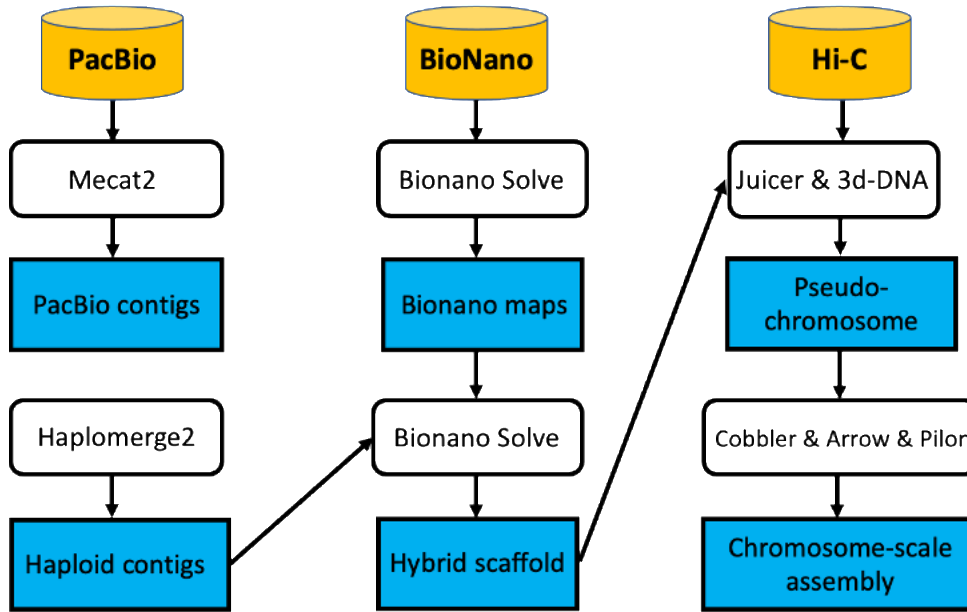 PacBio
Mecat2
PacBio contigs
Haplomerge2
Haploid contigs
BioNano
Bionano Solve
Bionano maps
Bionano Solve
Hybrid scaffold
Hi-C
Juicer & 3d-DNA
Pseudo-
chromosome
Cobbler & Arrow & Pilon
Chromosome-scale
assembly